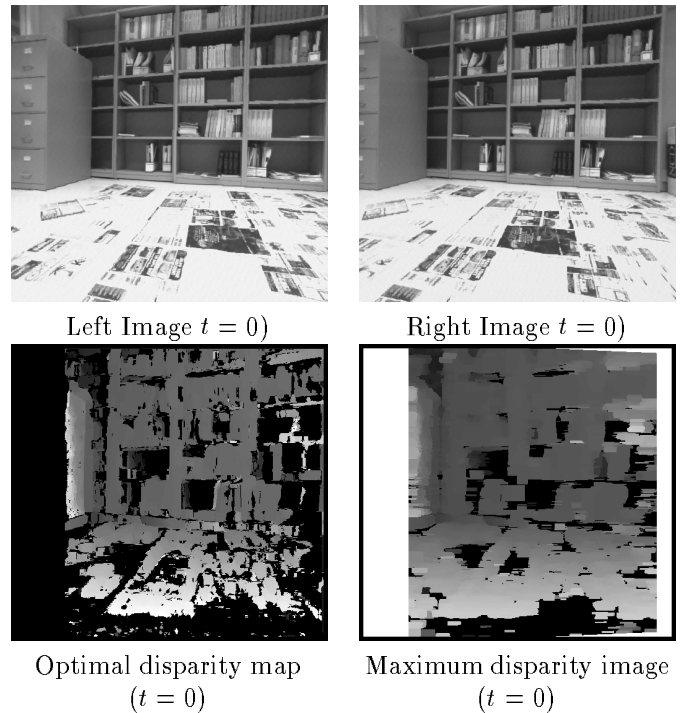 Left Image t = 0)
Right Image t = 0)
Optimal disparity map
(t = 0)
Maximum disparity image
(t = 0)